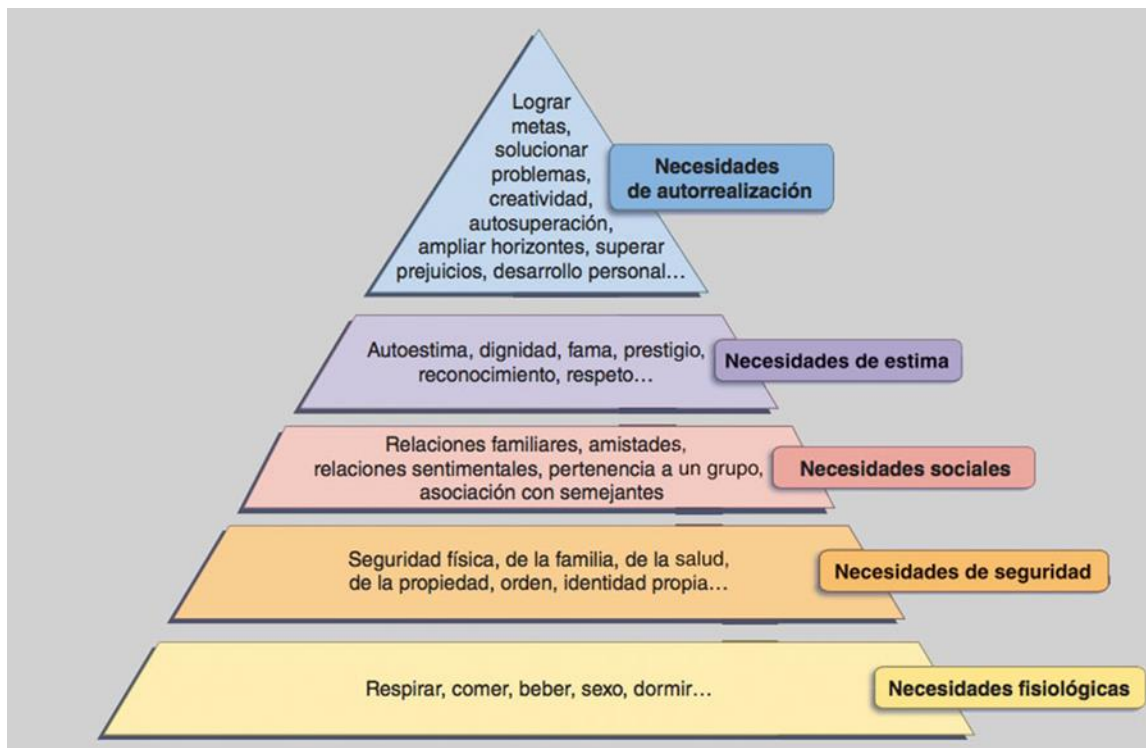 Lograr
metas,
solucionar
problemas,
creatividad,
autosuperación,
ampliar horizontes, superar
prejuicios, desarrollo personal...
Necesidades
de autorrealización
Autoestima, dignidad, fama, prestigio,
reconocimiento, respeto...
Necesidades de estima
Relaciones familiares, amistades,
relaciones sentimentales, pertenencia a un grupo,
asociación con semejantes
Necesidades sociales
Seguridad física, de la familia, de la salud,
de la propiedad, orden, identidad propia...
Necesidades de seguridad
Respirar, comer, beber, sexo, dormir...
Necesidades fisiológicas